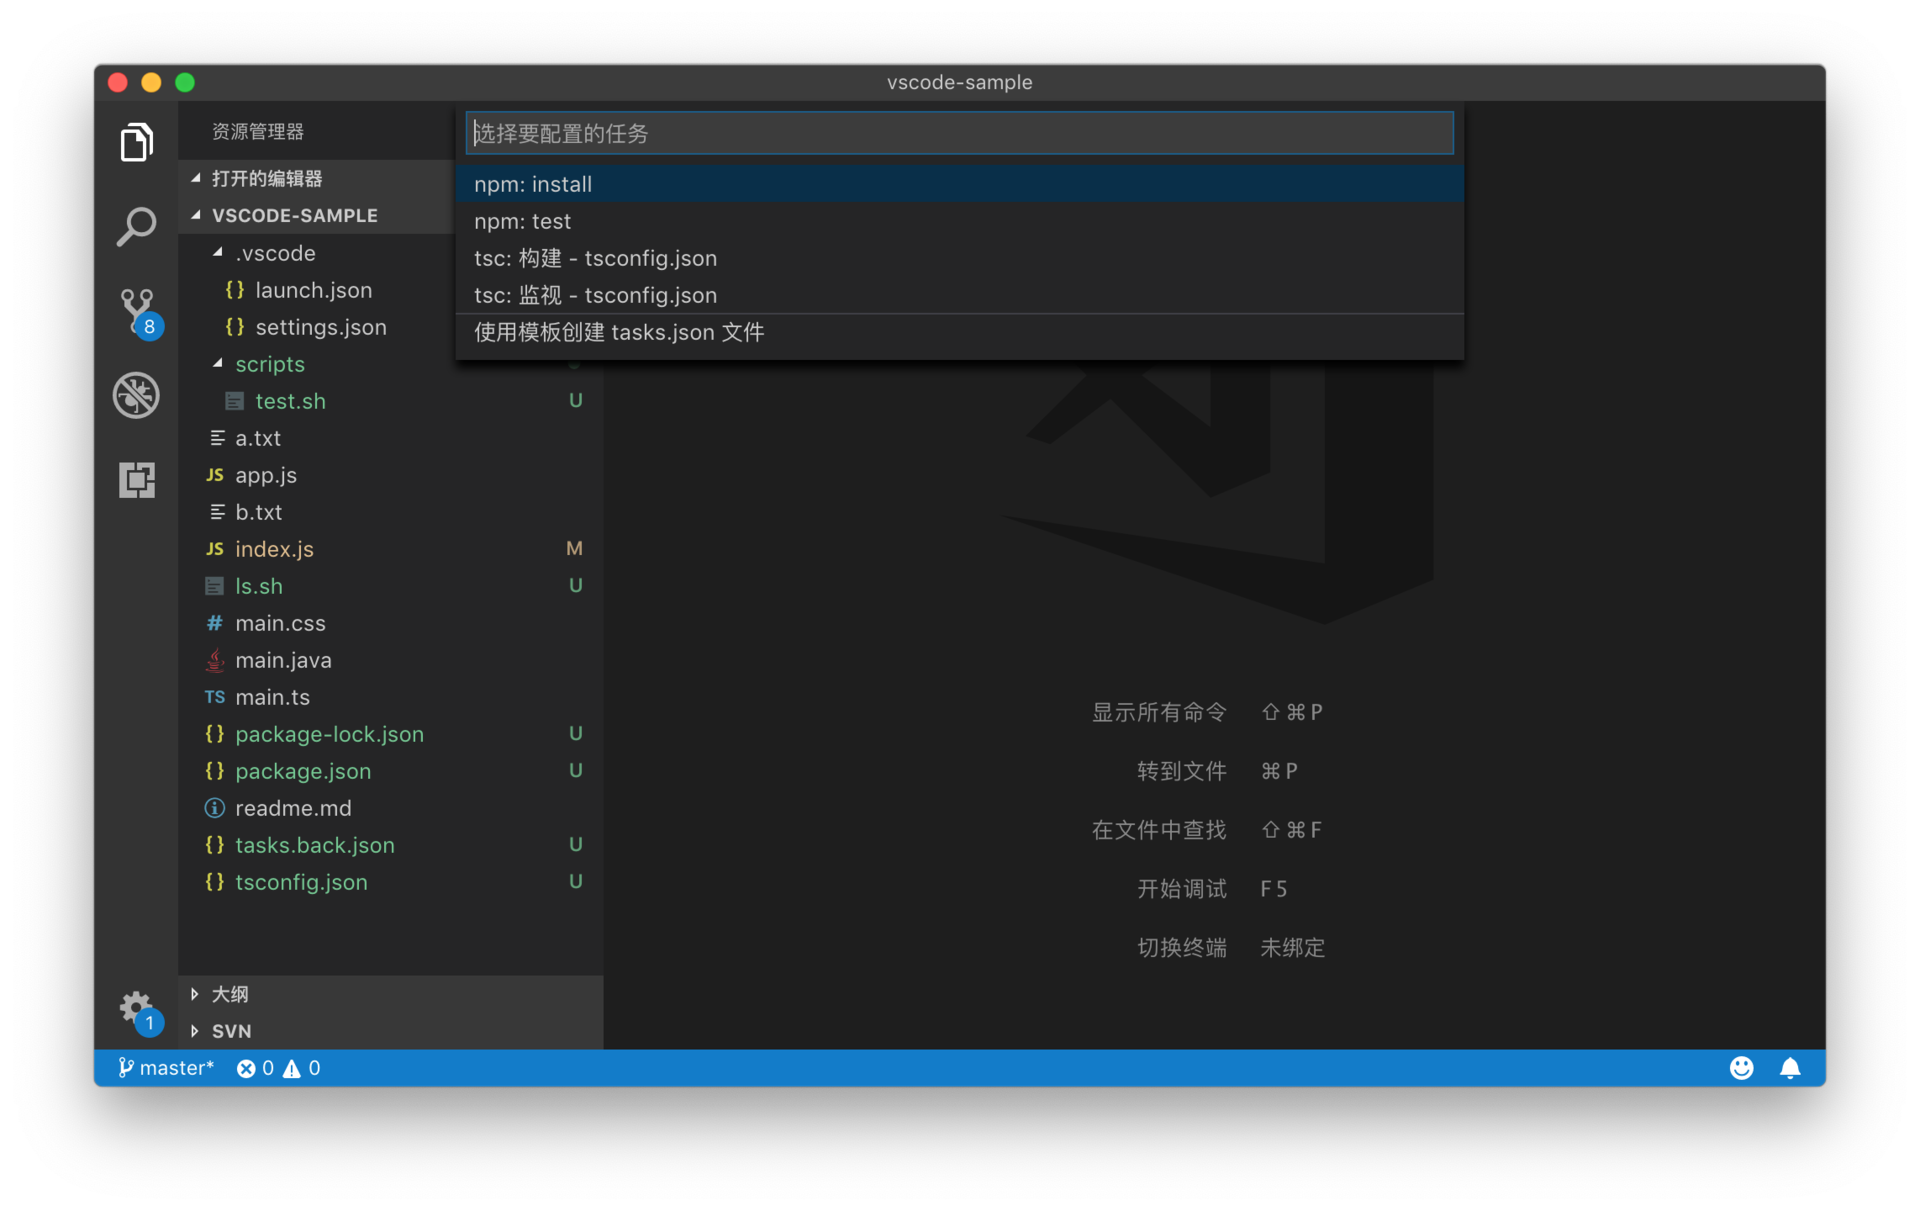 vscode-sample
资源管理器
选择要配置的任务
npm: install
npm: test
tsc: 构建 - tsconfig.json
tsc: 监视 - tsconfig.json
使用模板创建 tasks.json 文件
打开的编辑器
VSCODE-SAMPLE
.vscode
{} launch.json
{} settings.json
scripts
test.sh U
a.txt
JS app.js
b.txt
JS index.js M
ls.sh U
# main.css
main.java
TS main.ts
{} package-lock.json U
{} package.json U
readme.md
{} tasks.back.json U
{} tsconfig.json U
大纲
SVN
8
1
显示所有命令 ⇧⌘P
转到文件 ⌘P
在文件中查找 ⇧⌘F
开始调试 F5
切换终端 未绑定
master* 0 0